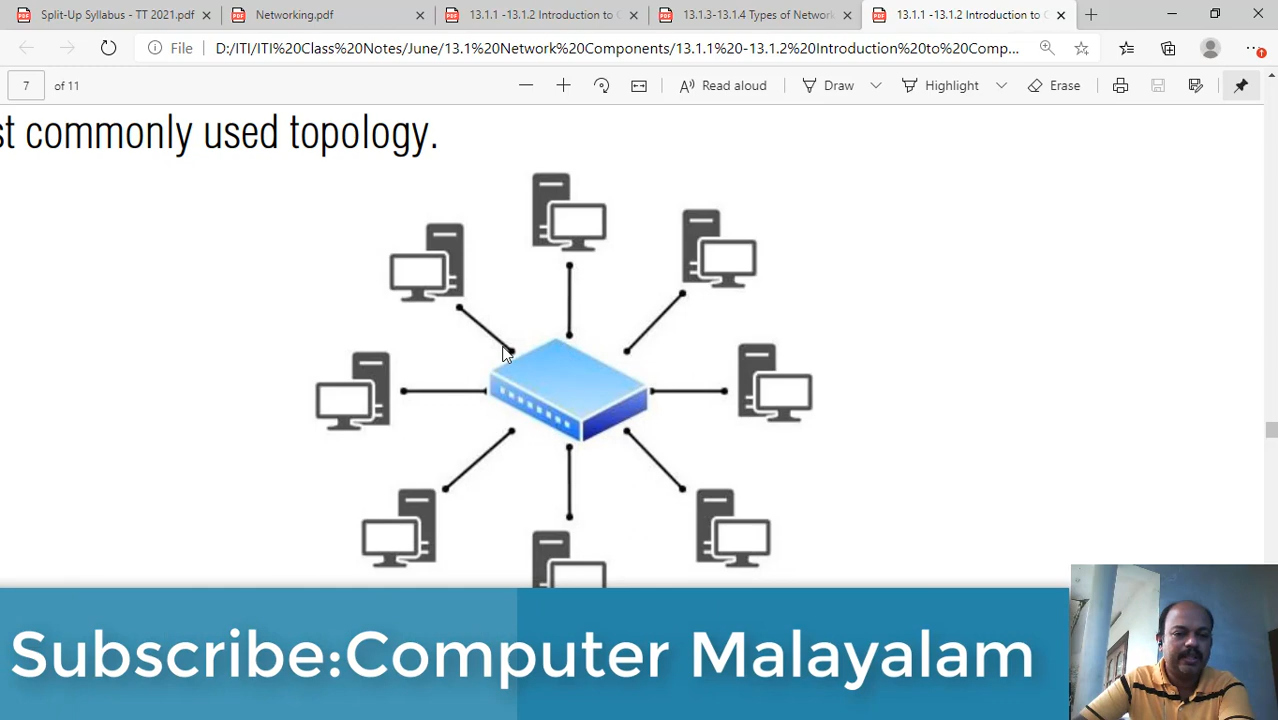 Split-Up Syllabus - TT 2021.pdf
Networking.pdf
13.1.1 -13.1.2 Introduction to C
13.1.3-13.1.4 Types of Network
13.1.1 -13.1.2 Introduction to C
File
D:/ITI/ITI%20Class%20Notes/June/13.1%20Network%20Components/13.1.1%20-13.1.2%20Introduction%20to%20Comp...
7 of 11
Read aloud
Draw
Highlight
Erase
st commonly used topology.
Subscribe:Computer Malayalam